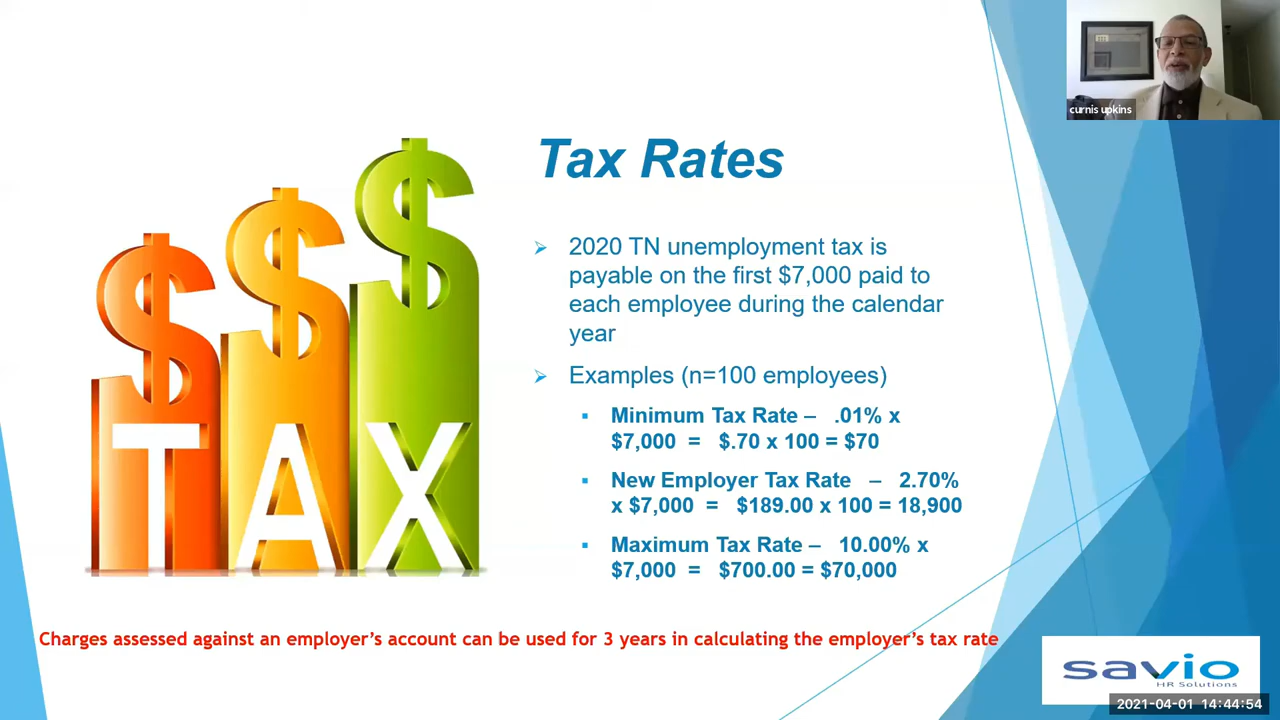 curnis upkins
Tax Rates
TAX
➢ 2020 TN unemployment tax is
payable on the first $7,000 paid to
each employee during the calendar
year
➢ Examples (n=100 employees)
▪ Minimum Tax Rate – .01% x
$7,000 = $.70 x 100 = $70
▪ New Employer Tax Rate – 2.70%
x $7,000 = $189.00 x 100 = 18,900
▪ Maximum Tax Rate – 10.00% x
$7,000 = $700.00 = $70,000
Charges assessed against an employer’s account can be used for 3 years in calculating the employer’s tax rate
savio
HR Solutions
2021-04-01 14:44:54